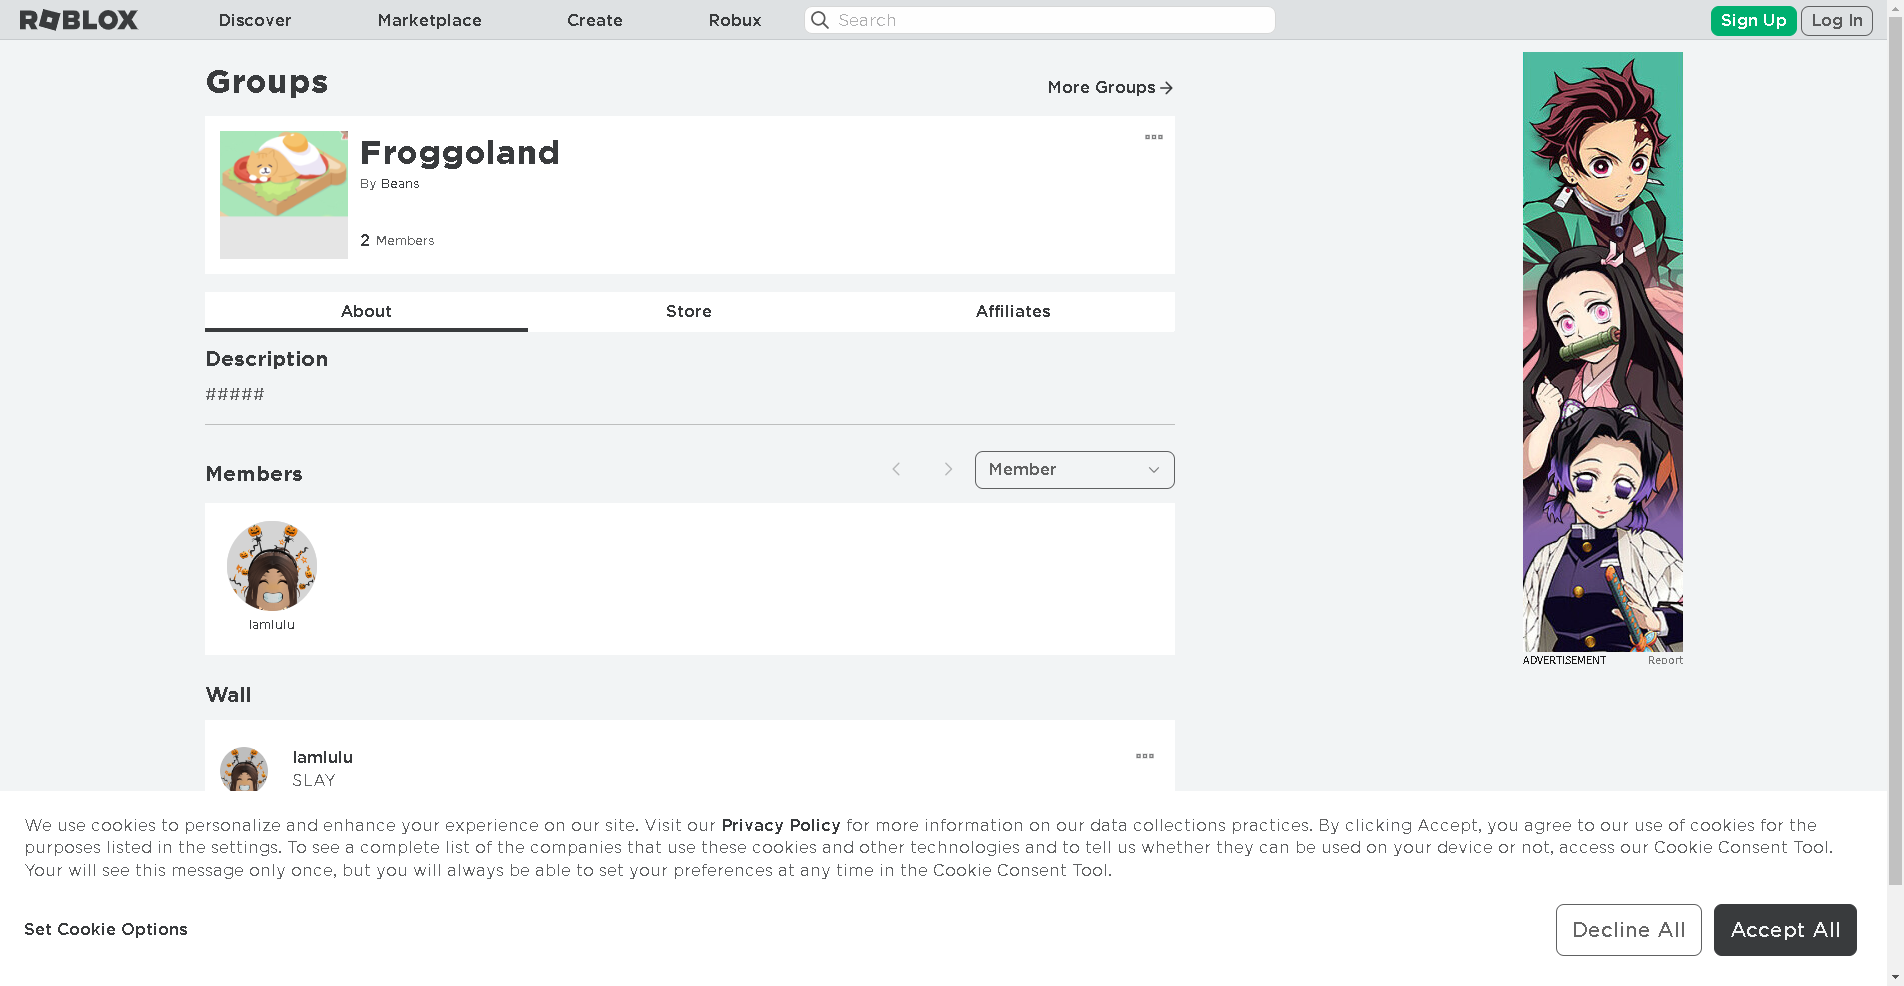 ROBLOX Discover Marketplace Create Robux Search Sign Up Log In
Groups
More Groups
Froggoland
By Beans
2 Members
About Store Affiliates
Description
#####
Members
Member
lamlulu
Wall
lamlulu
SLAY
ADVERTISEMENT Report
We use cookies to personalize and enhance your experience on our site. Visit our Privacy Policy for more information on our data collections practices. By clicking Accept, you agree to our use of cookies for the
purposes listed in the settings. To see a complete list of the companies that use these cookies and other technologies and to tell us whether they can be used on your device or not, access our Cookie Consent Tool.
Your will see this message only once, but you will always be able to set your preferences at any time in the Cookie Consent Tool.
Set Cookie Options
Decline All
Accept All